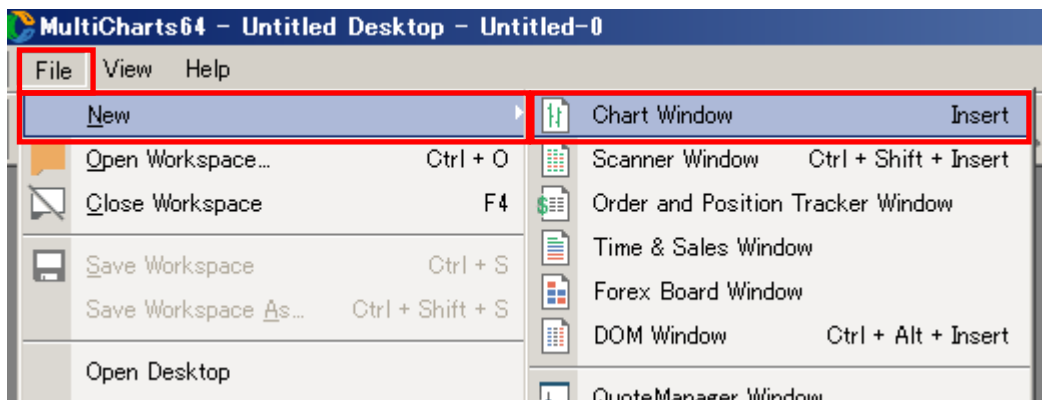 MultiCharts64 - Untitled Desktop - Untitled-0
File View Help
New
Open Workspace... Ctrl + O
Close Workspace F4
Save Workspace Ctrl + S
Save Workspace As... Ctrl + Shift + S
Open Desktop
Chart Window Insert
Scanner Window Ctrl + Shift + Insert
Order and Position Tracker Window
Time & Sales Window
Forex Board Window
DOM Window Ctrl + Alt + Insert
QuoteManager Window